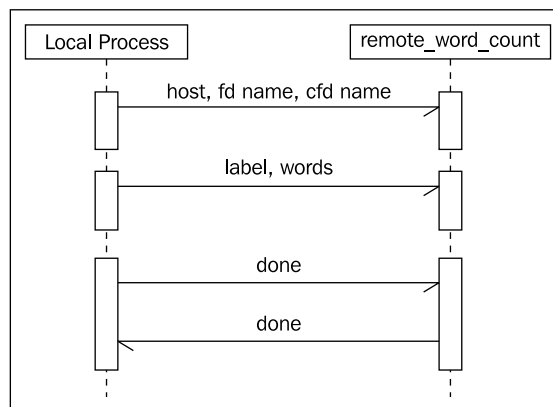 Local Process
remote_word_count
host, fd name, cfd name
label, words
done
done